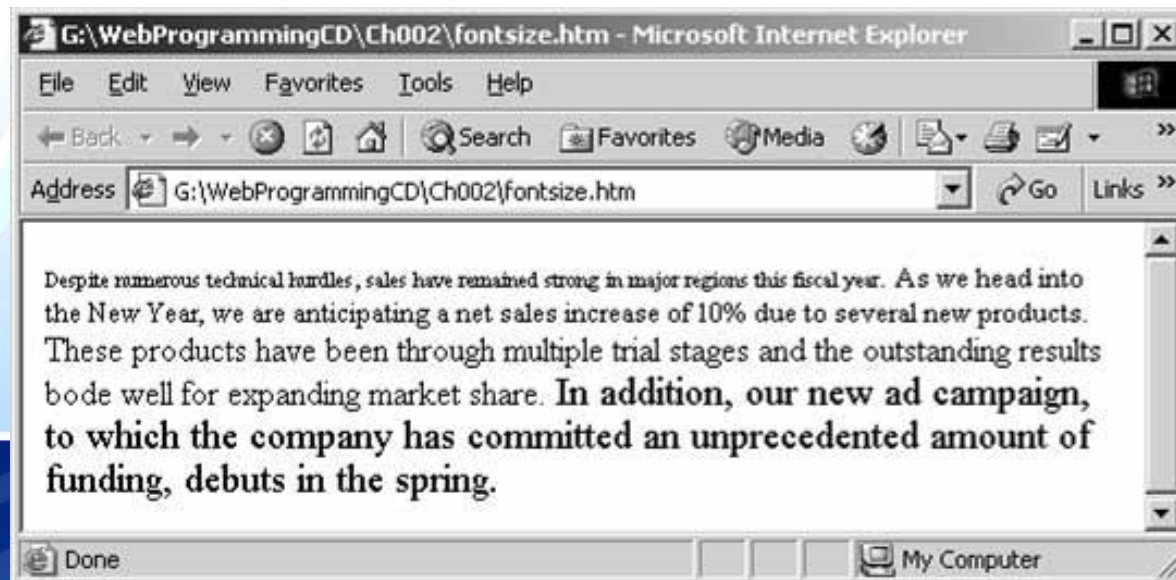 G:\WebProgrammingCD\Ch002\fontsize.htm - Microsoft Internet Explorer
File Edit View Favorites Tools Help
Back Search Favorites Media »
Address G:\WebProgrammingCD\Ch002\fontsize.htm Go Links »
Despite numerous technical hurdles, sales have remained strong in major regions this fiscal year. As we head into
the New Year, we are anticipating a net sales increase of 10% due to several new products.
These products have been through multiple trial stages and the outstanding results
bode well for expanding market share. In addition, our new ad campaign,
to which the company has committed an unprecedented amount of
funding, debuts in the spring.
Done My Computer